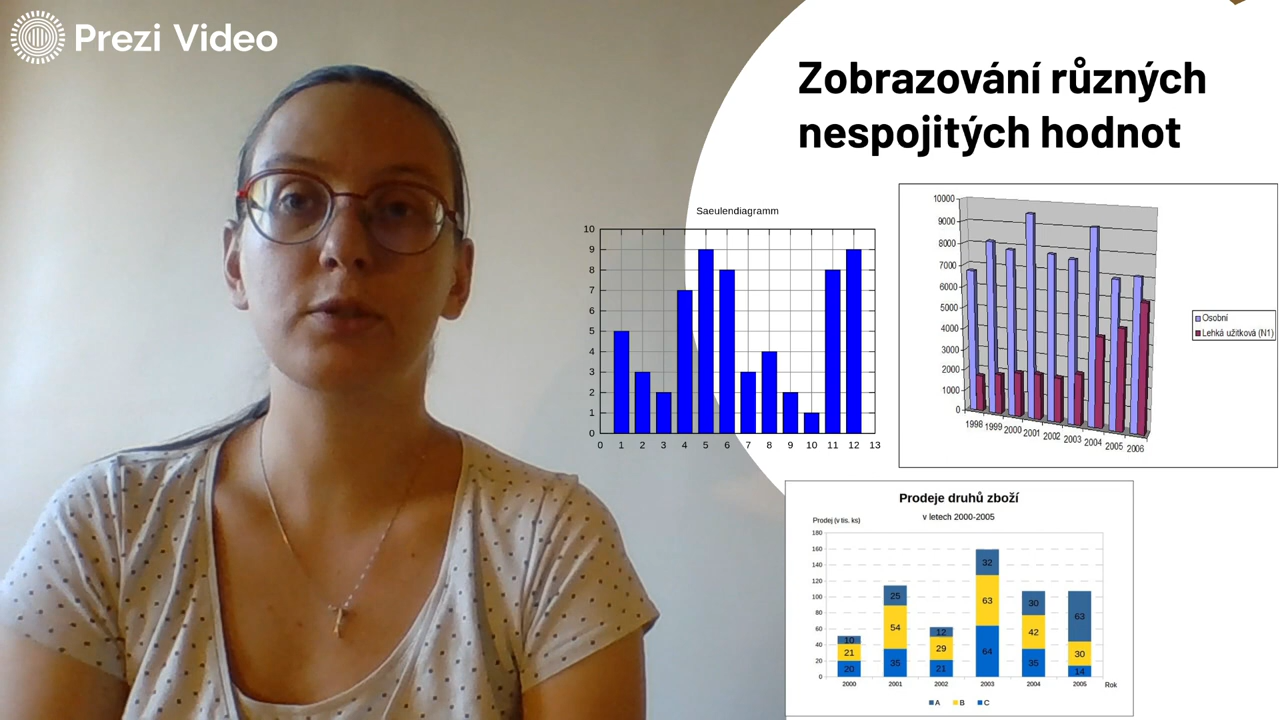 Prezi Video
Zobrazování různých
nespojitých hodnot
Saeulendiagramm
10
9
8
7
6
5
4
3
2
1
0
0 1 2 3 4 5 6 7 8 9 10 11 12 13
10000
9000
8000
7000
6000
5000
4000
3000
2000
1000
0
1998 1999 2000 2001 2002 2003 2004 2005 2006
Osobní
Lehká užitková (N1)
Prodeje druhů zboží
v letech 2000-2005
Prodej (v tis. ks)
180
160
140
120
100
80
60
40
20
0
10 25 12 32 30 63
21 54 29 63 42 30
20 35 21 64 35 14
2000 2001 2002 2003 2004 2005 Rok
A B C